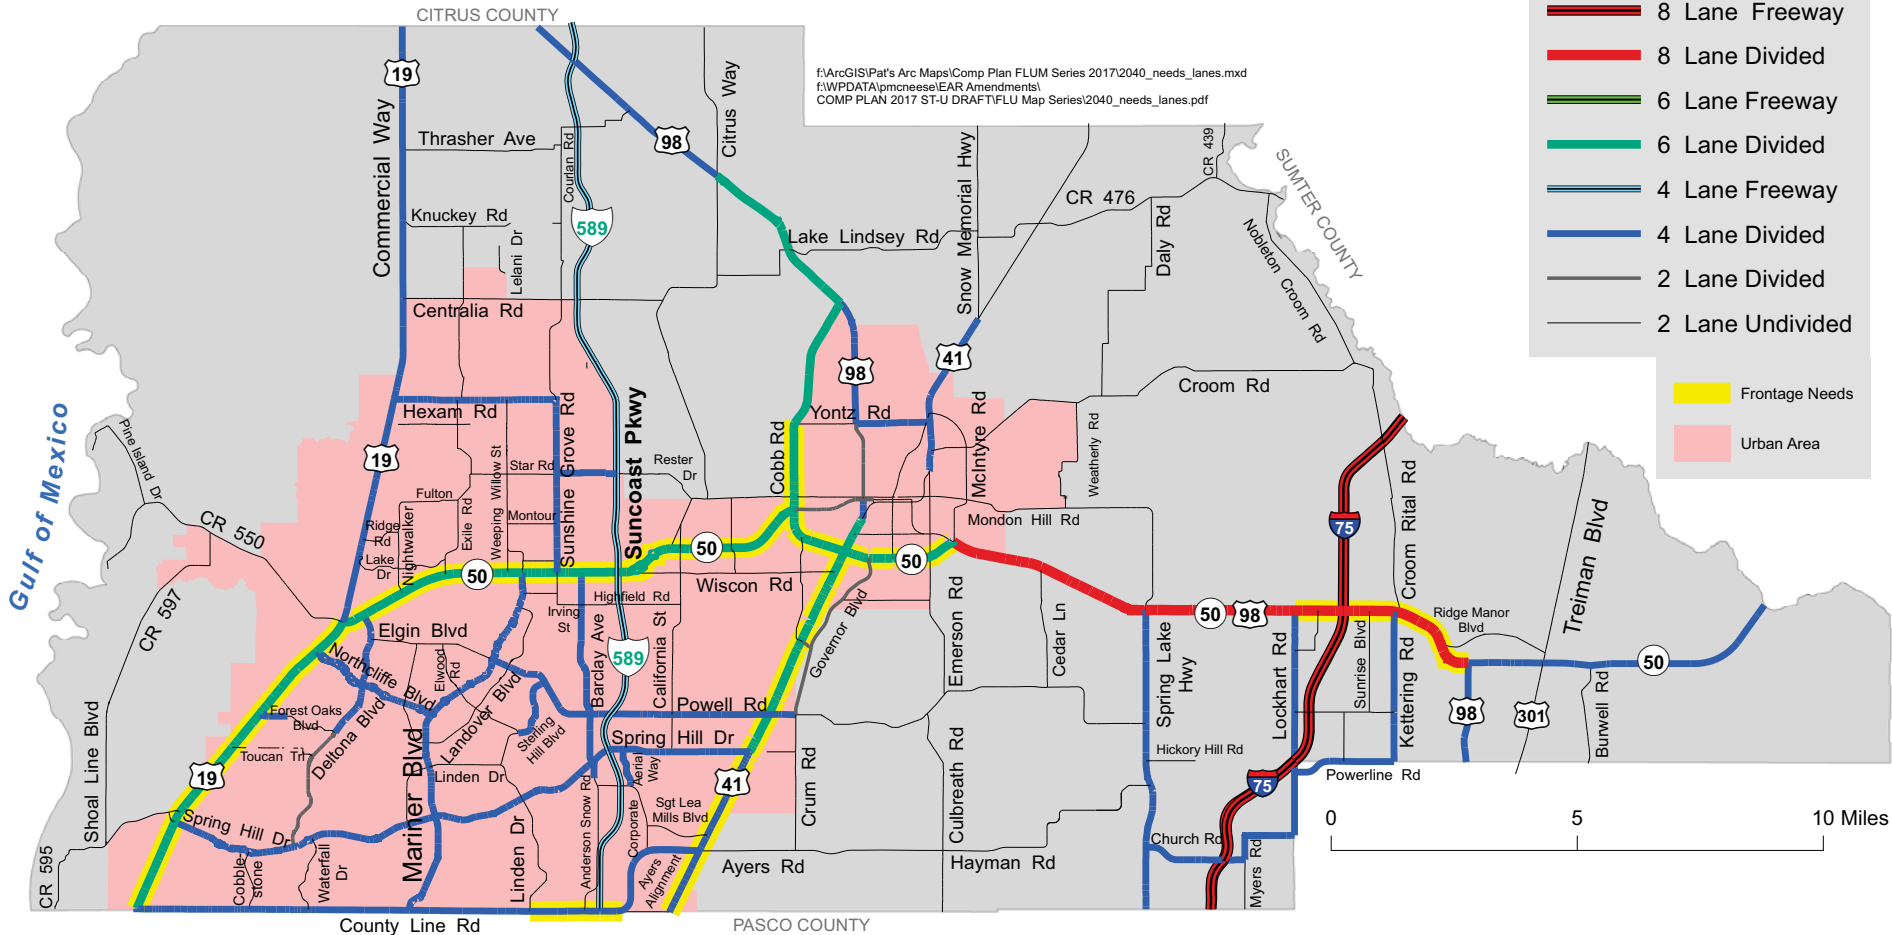 CITRUS COUNTY
f:\ArcGIS\Pat's Arc Maps\Comp Plan FLUM Series 2017\2040_needs_lanes.mxd
f:\WPDATA\pmcneese\EAR Amendments\
COMP PLAN 2017 ST-U DRAFT\FLU Map Series\2040_needs_lanes.pdf
8 Lane Freeway
8 Lane Divided
6 Lane Freeway
6 Lane Divided
4 Lane Freeway
4 Lane Divided
2 Lane Divided
2 Lane Undivided
Frontage Needs
Urban Area
19
Commercial Way
Thrasher Ave
Courlan Rd
98
Citrus Way
Snow Memorial Hwy
CR 439
SUMTER COUNTY
CR 476
Knuckey Rd
Lelani Dr
589
Lake Lindsey Rd
Daly Rd
Nobleton Croom Rd
Centralia Rd
98
41
Croom Rd
Gulf of Mexico
Pine Island Dr
Hexam Rd
Sunshine Grove Rd
Suncoast Pkwy
Yontz Rd
Cobb Rd
McIntyre Rd
Weatherly Rd
19
Star Rd
Weeping Willow St
Rester
Dr
Fulton
Exile Rd
Montour
Nightwalker
Ridge
Rd
Lake
Dr
CR 550
Mondon Hill Rd
75
Croom Rital Rd
Treiman Blvd
50
50
50
Wiscon Rd
Highfield Rd
Irving
St
CR 597
Elgin Blvd
Northcliffe Blvd
Elwood
Rd
Barclay Ave
589
California St
Governor Blvd
Emerson Rd
Cedar Ln
50
98
Spring Lake
Hwy
Lockhart Rd
Sunrise Blvd
Kettering Rd
Ridge Manor
Blvd
50
Forest Oaks
Blvd
Deltona Blvd
Landover Blvd
Powell Rd
Toucan Trl
Sterling
Hill Blvd
Spring Hill Dr
98
301
Burwell Rd
Shoal Line Blvd
19
Mariner Blvd
Linden Dr
Aerial
Way
41
Crum Rd
Culbreath Rd
Hickory Hill Rd
75
Powerline Rd
Spring Hill Dr
Linden Dr
Anderson Snow Rd
Corporate
Sgt Lea
Mills Blvd
0
5
10 Miles
Church Rd
CR 595
Cobble-
stone
Waterfall
Dr
Ayers
Alignment
Ayers Rd
Hayman Rd
Myers Rd
County Line Rd
PASCO COUNTY